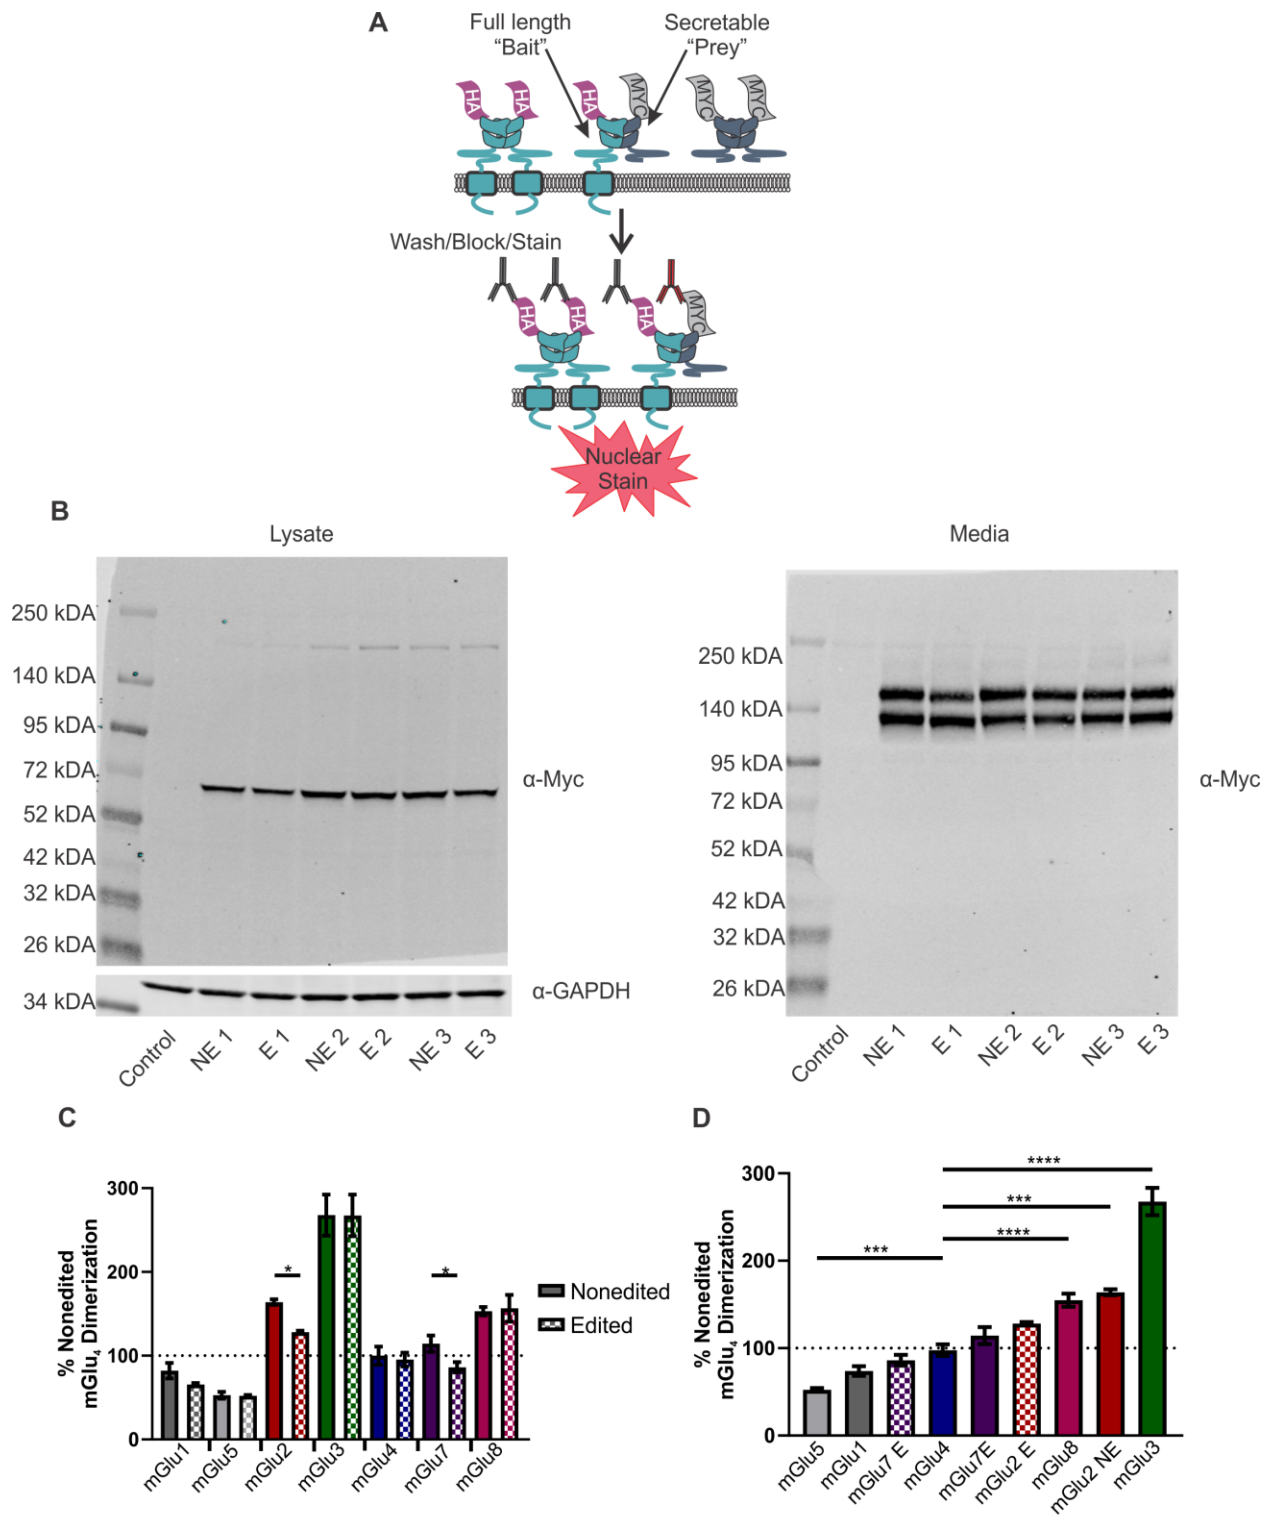 A
Full length
“Bait”
Secretable
“Prey”
HA
HA
HA
MYC
MYC
MYC
Wash/Block/Stain
HA
HA
HA
MYC
Nuclear
Stain
B
Lysate
250 kDA
140 kDA
95 kDA
72 kDA
52 kDA
42 kDA
32 kDA
26 kDA
α-Myc
34 kDA
α-GAPDH
Control
NE 1
E 1
NE 2
E 2
NE 3
E 3
Media
250 kDA
140 kDA
95 kDA
72 kDA
52 kDA
42 kDA
32 kDA
26 kDA
α-Myc
Control
NE 1
E 1
NE 2
E 2
NE 3
E 3
C
% Nonedited
mGlu₄ Dimerization
300
200
100
0
*
*
mGlu1
mGlu5
mGlu2
mGlu3
mGlu4
mGlu7
mGlu8
Nonedited
Edited
D
% Nonedited
mGlu₄ Dimerization
300
200
100
0
****
***
****
***
mGlu5
mGlu1
mGlu7 E
mGlu4
mGlu7E
mGlu2 E
mGlu8
mGlu2 NE
mGlu3